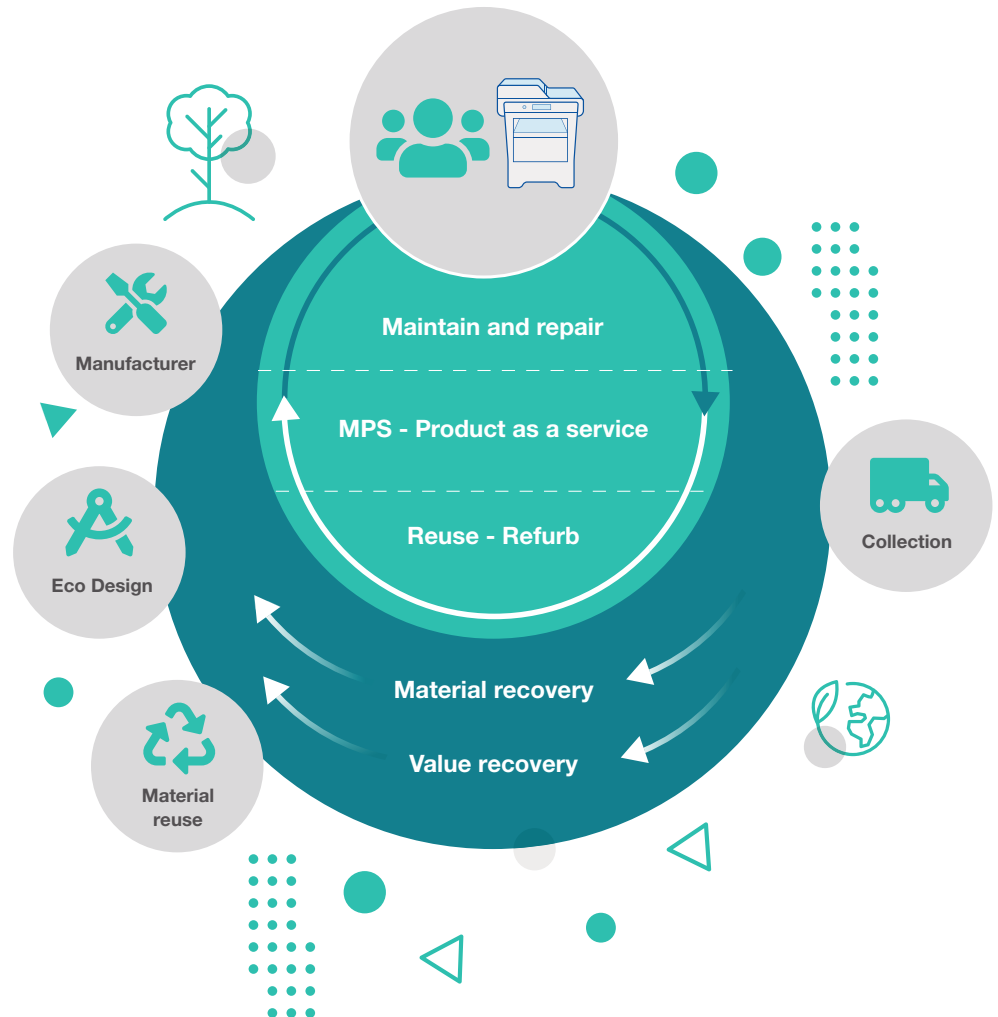 Maintain and repair
Manufacturer
MPS - Product as a service
Reuse - Refurb
Collection
Eco Design
Material recovery
Value recovery
Material
reuse